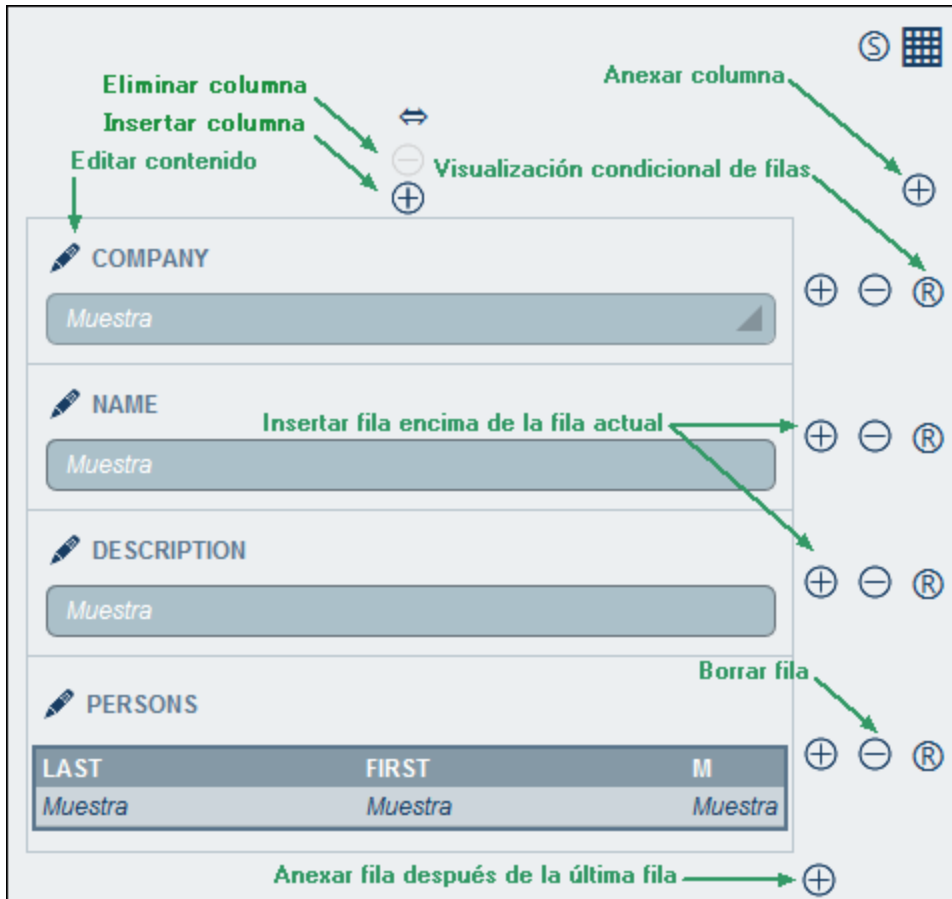 Ⓢ
Anexar columna
Eliminar columna
Insertar columna
Editar contenido
Visualización condicional de filas
COMPANY
Muestra
Ⓡ
NAME
Insertar fila encima de la fila actual
Muestra
Ⓡ
DESCRIPTION
Muestra
Ⓡ
Borrar fila
PERSONS
Ⓡ
LAST FIRST M
Muestra Muestra Muestra
Anexar fila después de la última fila